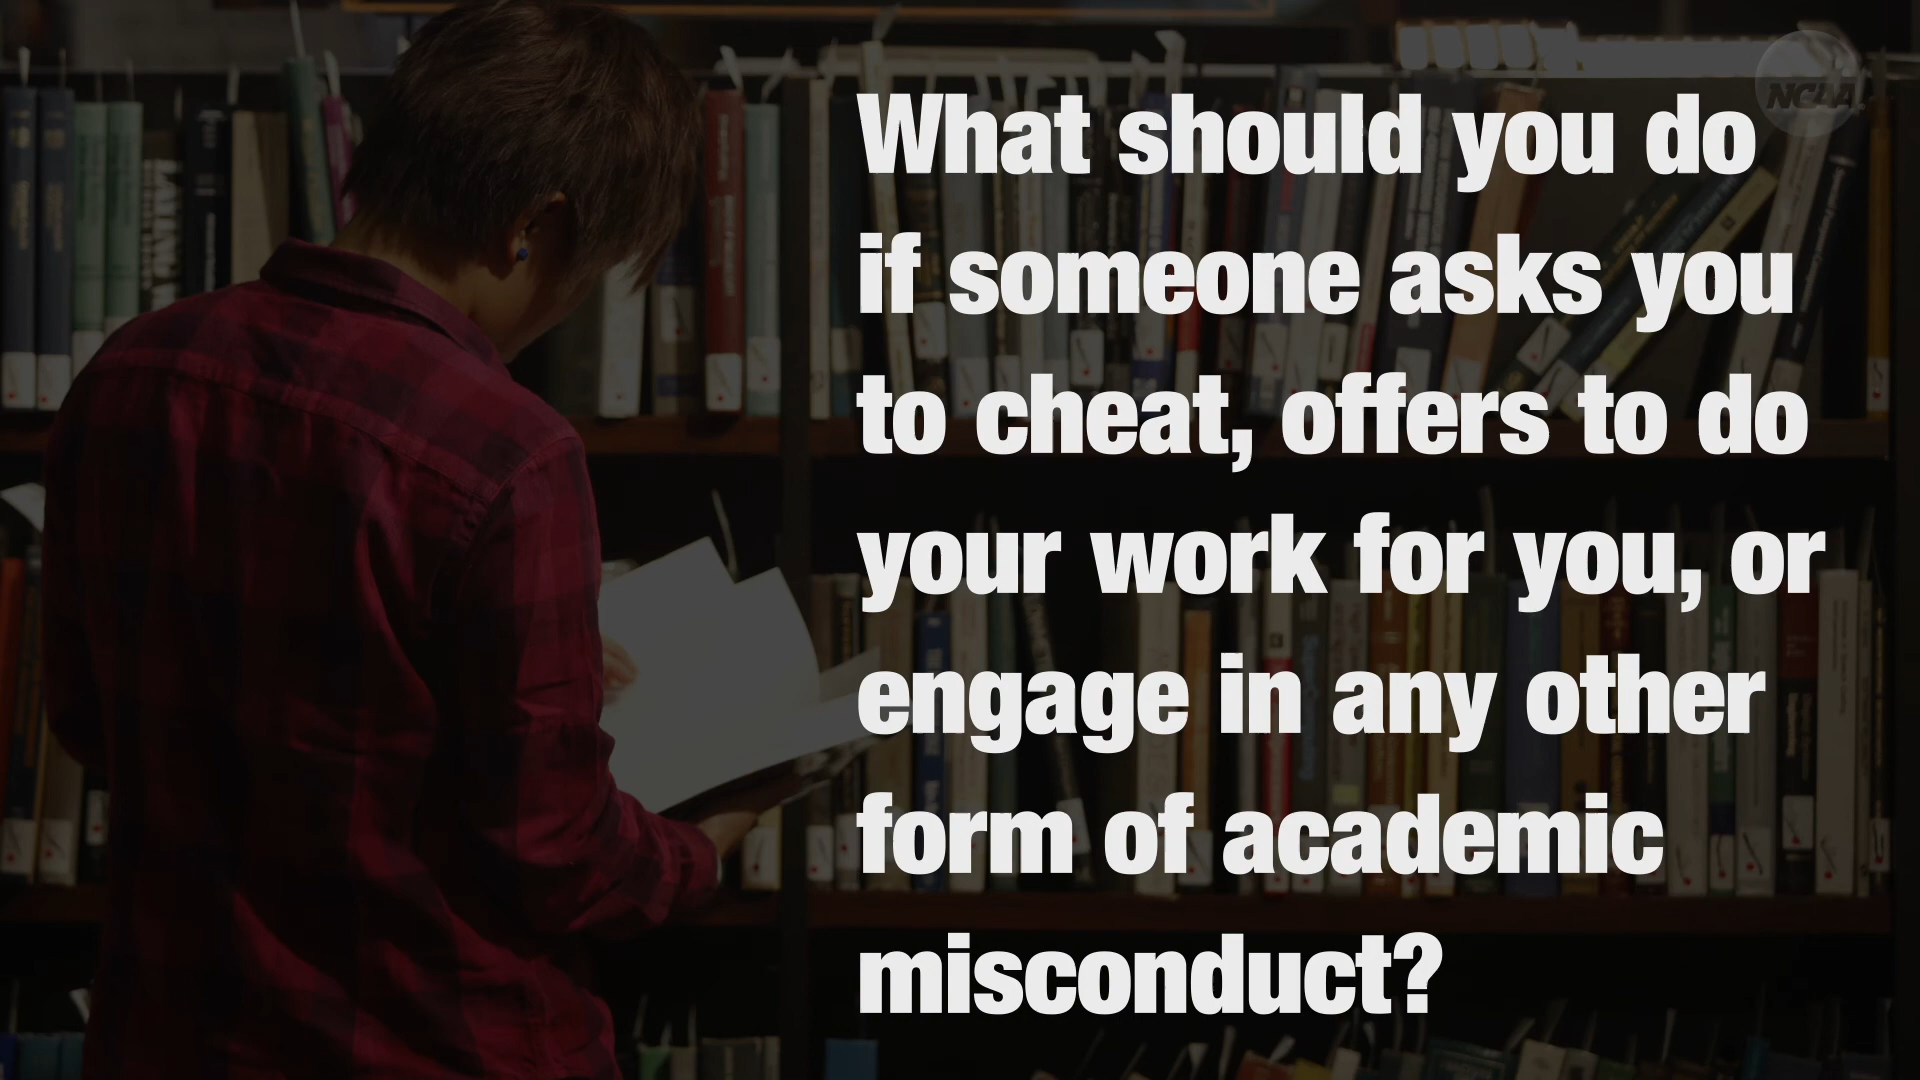 NCAA
What should you do
if someone asks you
to cheat, offers to do
your work for you, or
engage in any other
form of academic
misconduct?